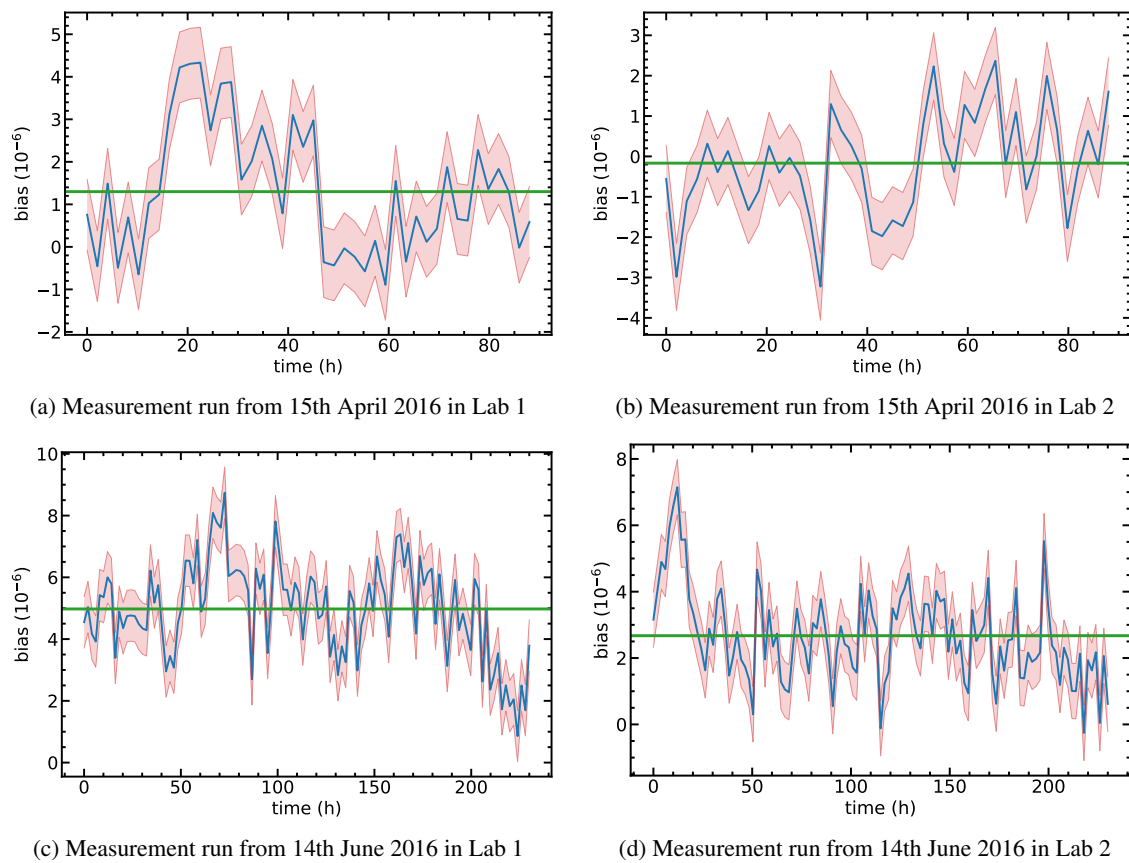 5
4
3
2
1
0
−1
−2
bias (10⁻⁶)
0 20 40 60 80
time (h)
(a) Measurement run from 15th April 2016 in Lab 1
3
2
1
0
−1
−2
−3
−4
bias (10⁻⁶)
0 20 40 60 80
time (h)
(b) Measurement run from 15th April 2016 in Lab 2
10
8
6
4
2
0
bias (10⁻⁶)
0 50 100 150 200
time (h)
(c) Measurement run from 14th June 2016 in Lab 1
8
6
4
2
0
bias (10⁻⁶)
0 50 100 150 200
time (h)
(d) Measurement run from 14th June 2016 in Lab 2